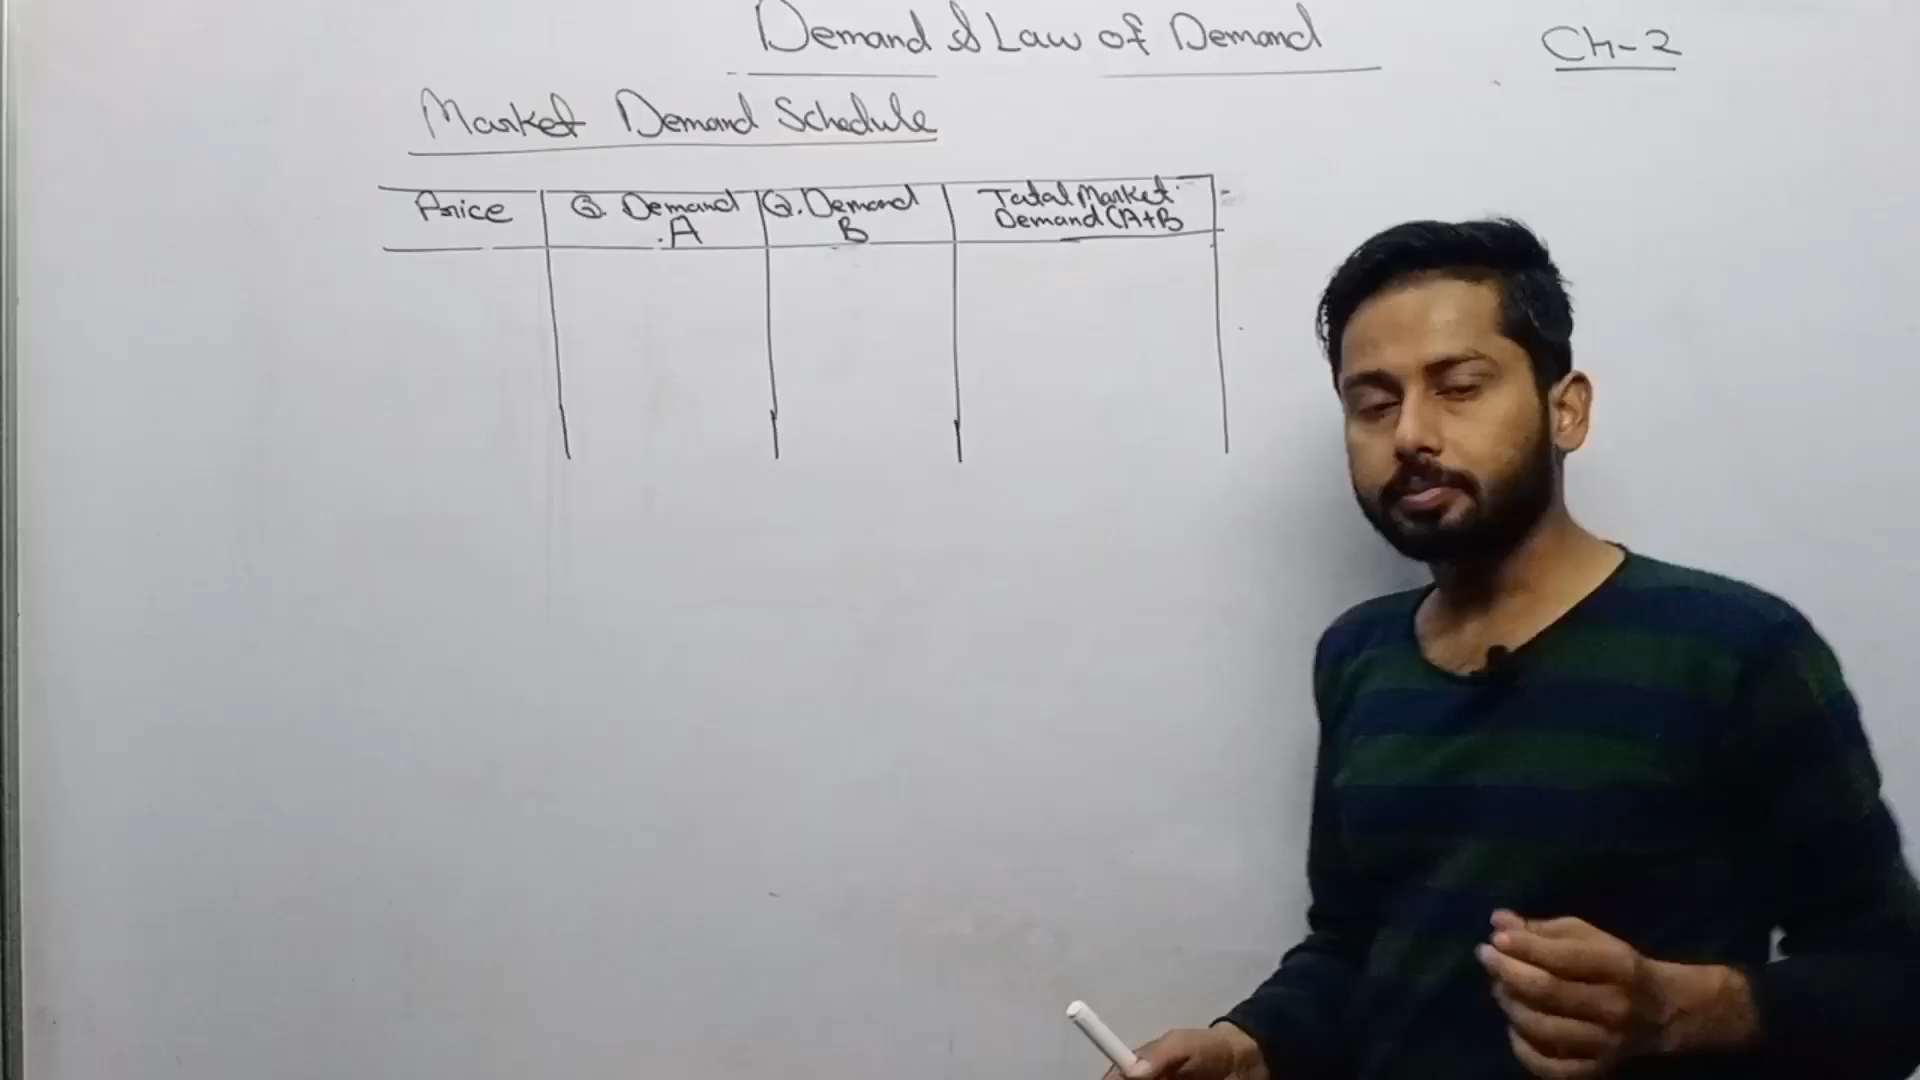 Demand & Law of Demand
Ch-2
Market Demand Schedule
Price
Q. Demand
A
Q. Demand
B
Total Market
Demand (A+B